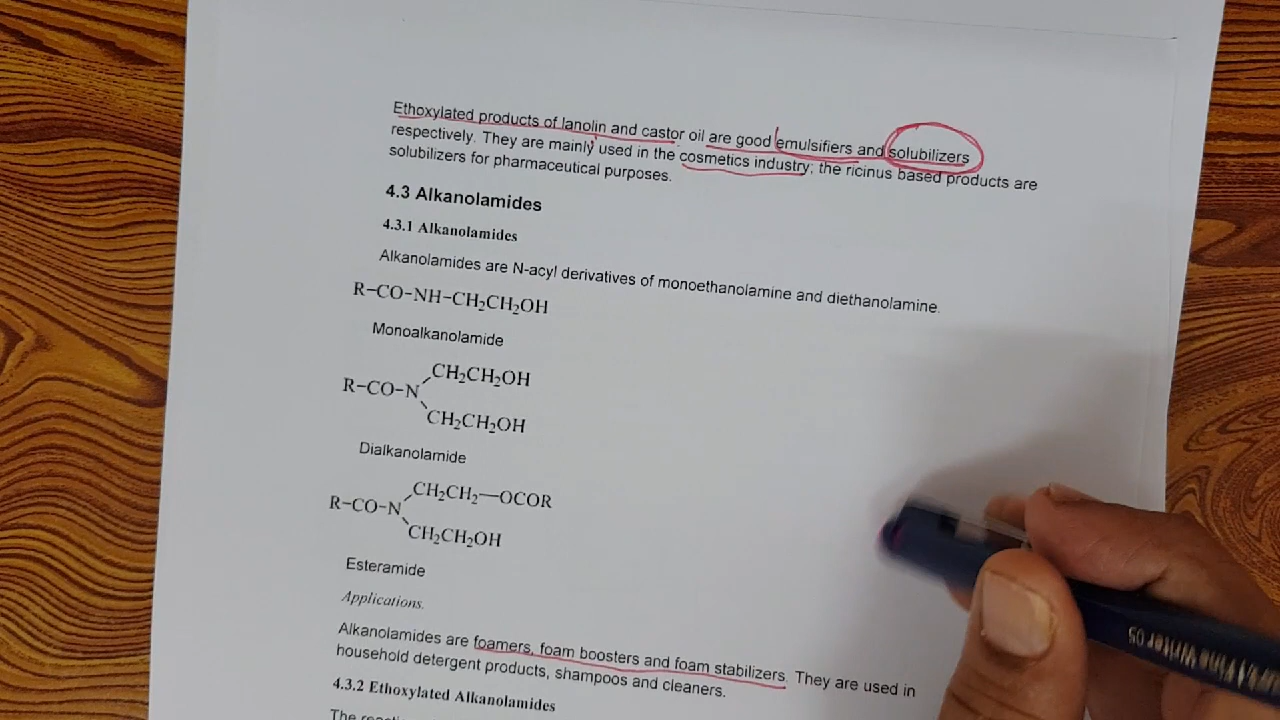 Ethoxylated products of lanolin and castor oil are good emulsifiers and solubilizers
respectively. They are mainly used in the cosmetics industry; the ricinus based products are
solubilizers for pharmaceutical purposes.
4.3 Alkanolamides
4.3.1 Alkanolamides
Alkanolamides are N-acyl derivatives of monoethanolamine and diethanolamine.
R–CO–NH–CH₂CH₂OH
Monoalkanolamide
CH₂CH₂OH
R–CO–N
CH₂CH₂OH
Dialkanolamide
CH₂CH₂—OCOR
R–CO–N
CH₂CH₂OH
Esteramide
Applications.
Alkanolamides are foamers, foam boosters and foam stabilizers. They are used in
household detergent products, shampoos and cleaners.
4.3.2 Ethoxylated Alkanolamides
The
Fine Writer 05